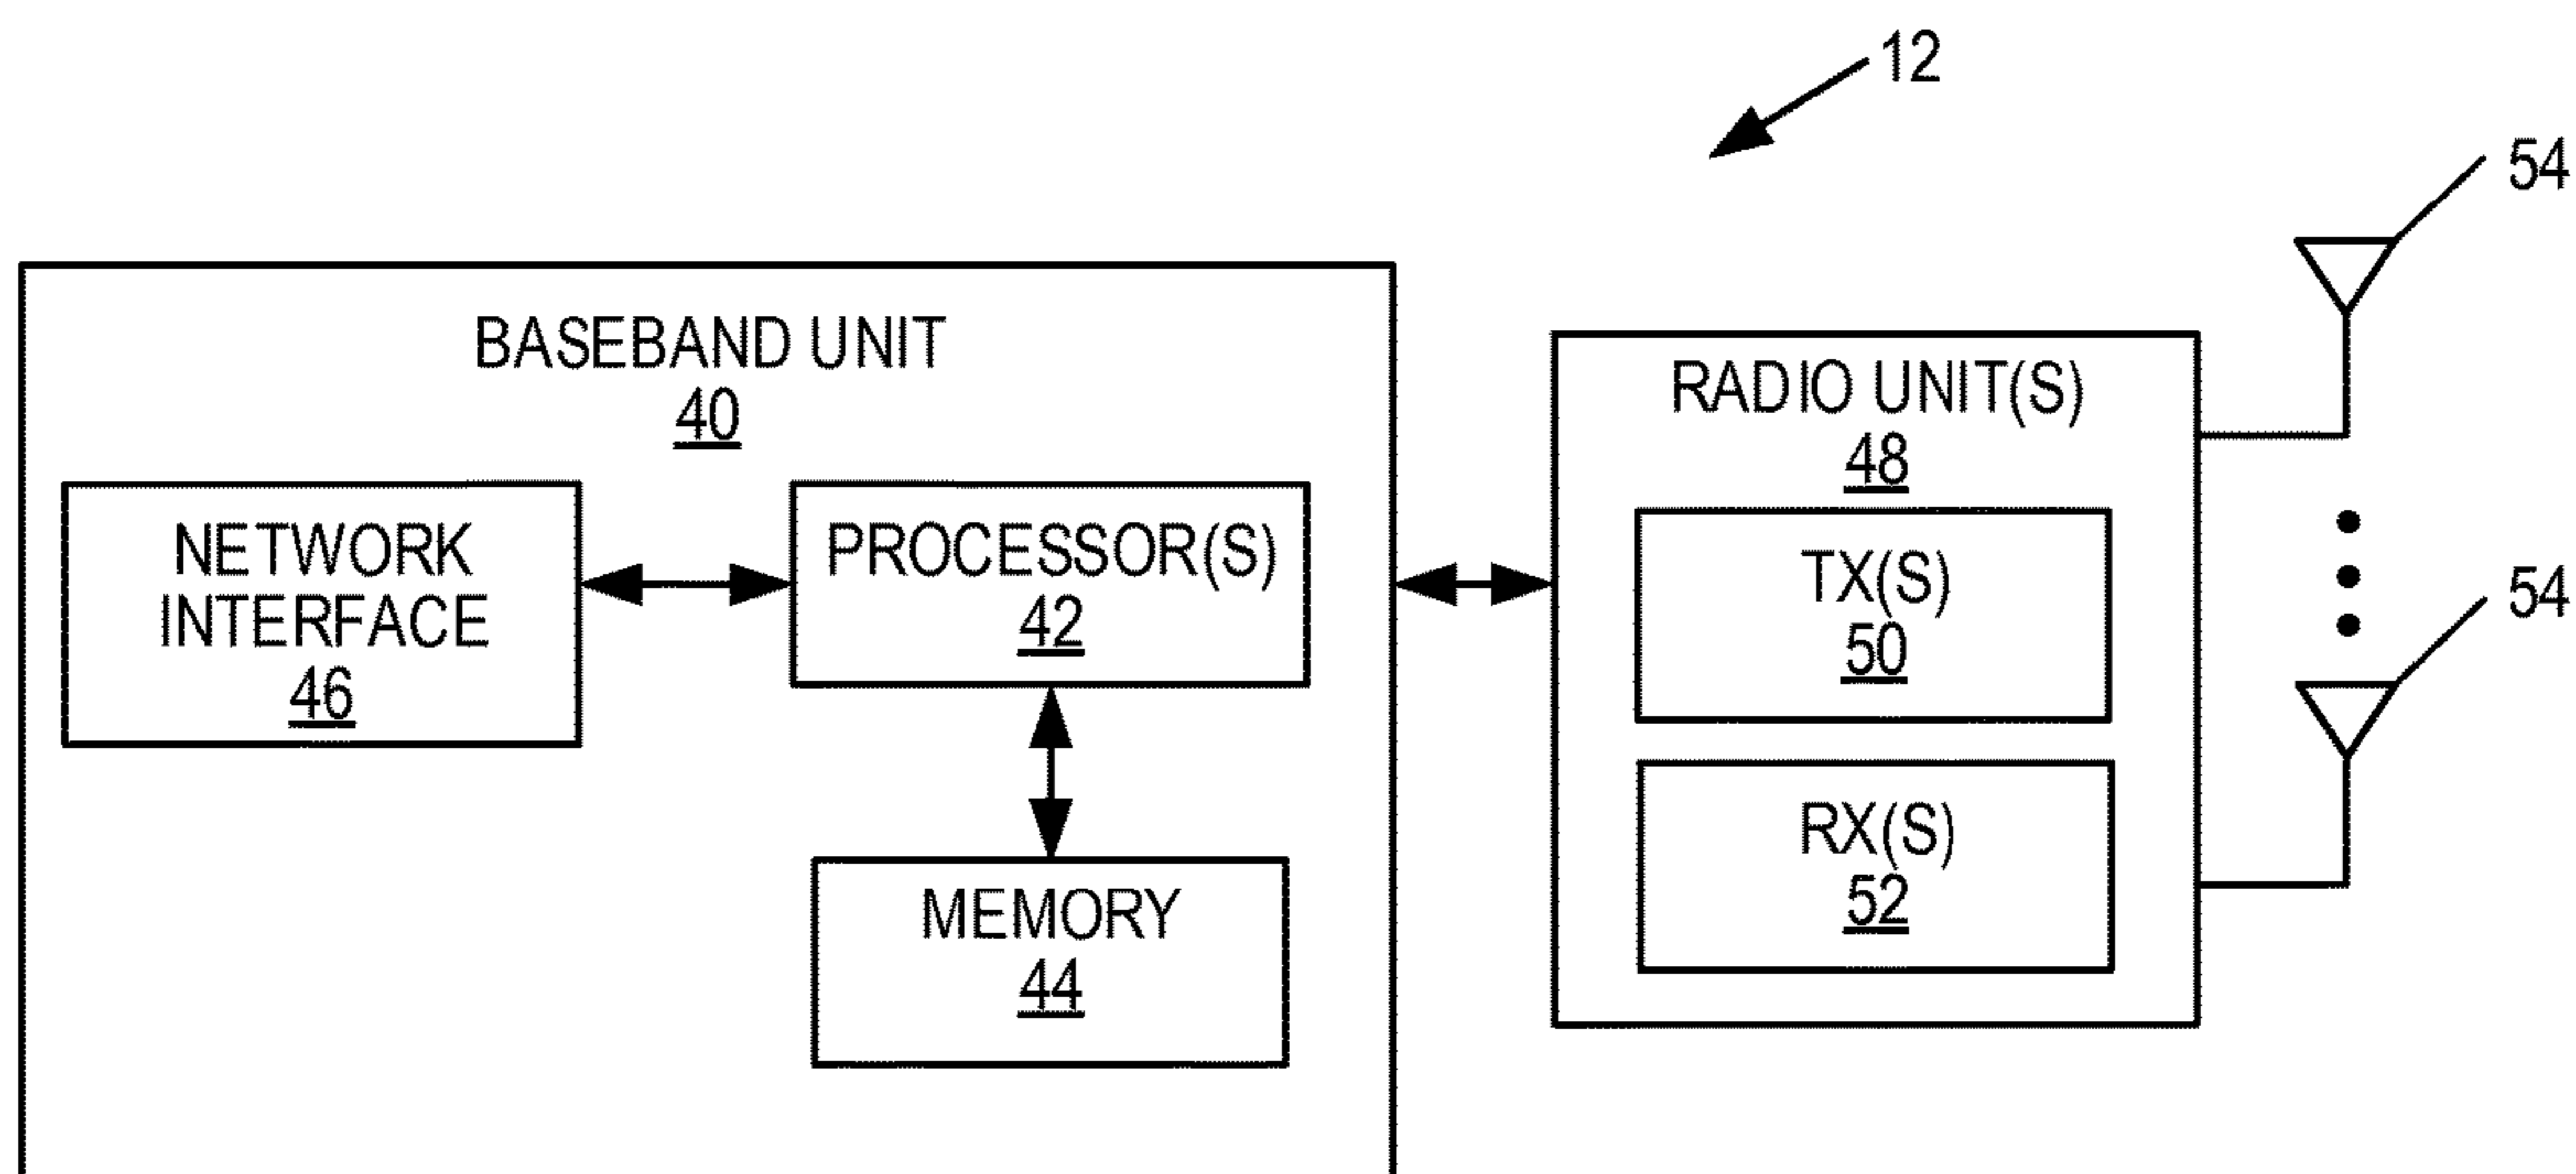 12
54
BASEBAND UNIT
40
RADIO UNIT(S)
48
NETWORK
INTERFACE
46
PROCESSOR(S)
42
TX(S)
50
54
MEMORY
44
RX(S)
52